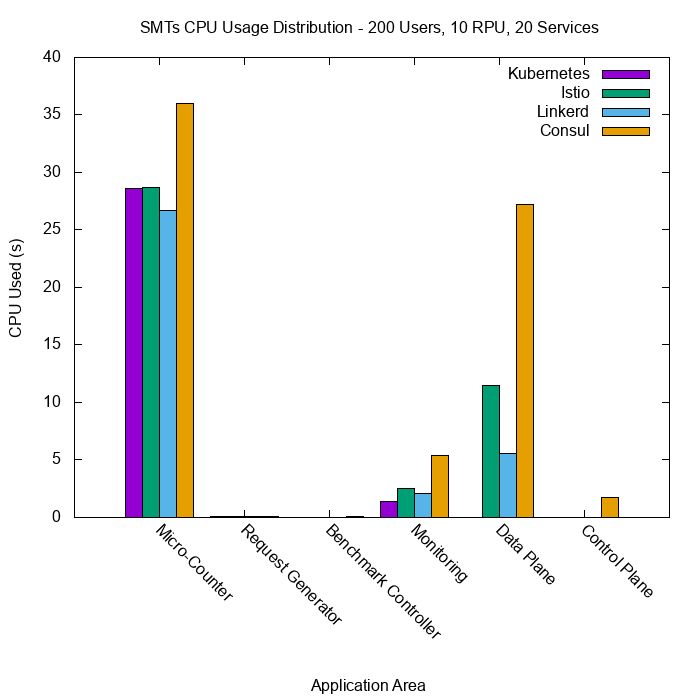 SMTs CPU Usage Distribution - 200 Users, 10 RPU, 20 Services
Kubernetes
Istio
Linkerd
Consul
40
35
30
25
20
15
10
5
0
CPU Used (s)
Micro-Counter
Request Generator
Benchmark Controller
Monitoring
Data Plane
Control Plane
Application Area